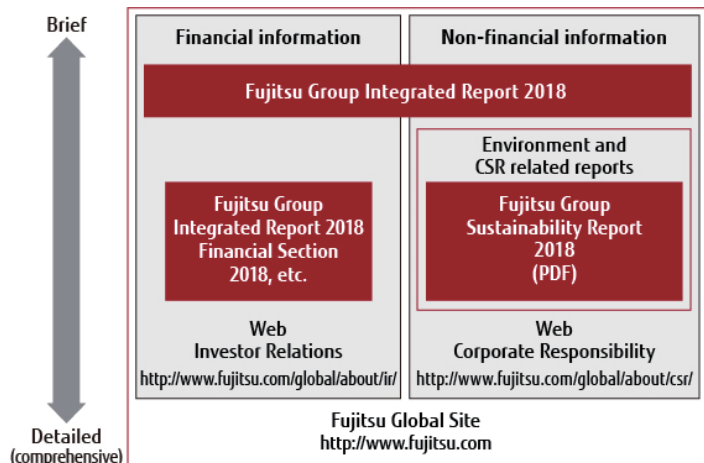 Brief
Financial information
Non-financial information
Fujitsu Group Integrated Report 2018
Environment and
CSR related reports
Fujitsu Group
Integrated Report 2018
Financial Section
2018, etc.
Fujitsu Group
Sustainability Report
2018
(PDF)
Web
Investor Relations
http://www.fujitsu.com/global/about/ir/
Web
Corporate Responsibility
http://www.fujitsu.com/global/about/csr/
Detailed
(comprehensive)
Fujitsu Global Site
http://www.fujitsu.com